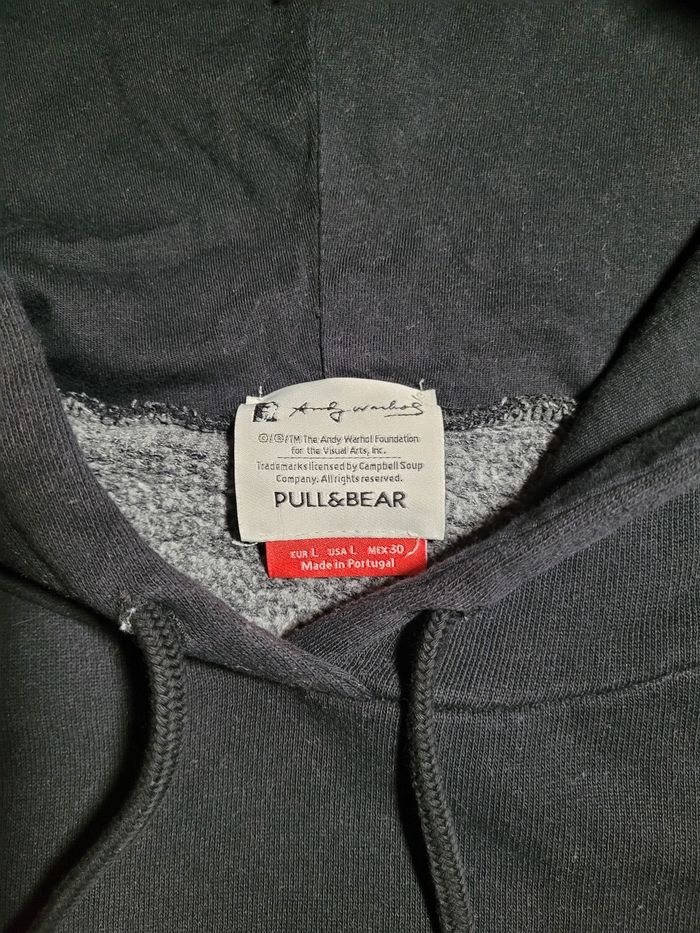 Andy Warhol
©/®/TM The Andy Warhol Foundation
for the Visual Arts, Inc.
Trademarks licensed by Campbell Soup
Company. All rights reserved.
PULL&BEAR
EUR L USA L MEX 30
Made in Portugal